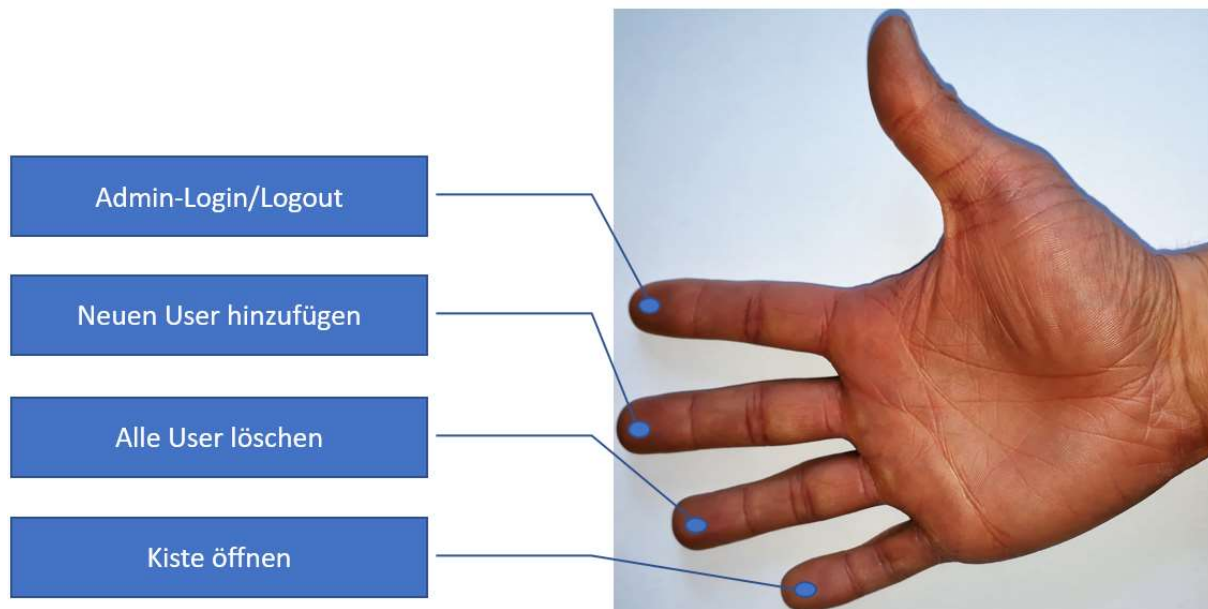 Admin-Login/Logout
Neuen User hinzufügen
Alle User löschen
Kiste öffnen